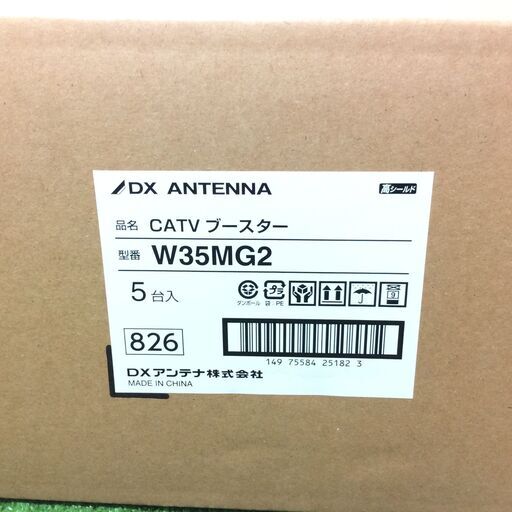 DX ANTENNA
高シールド
品名 CATV ブースター
型番 W35MG2
5台入
ダンボール 袋 PE
826
149 75584 25182 3
DXアンテナ株式会社
MADE IN CHINA